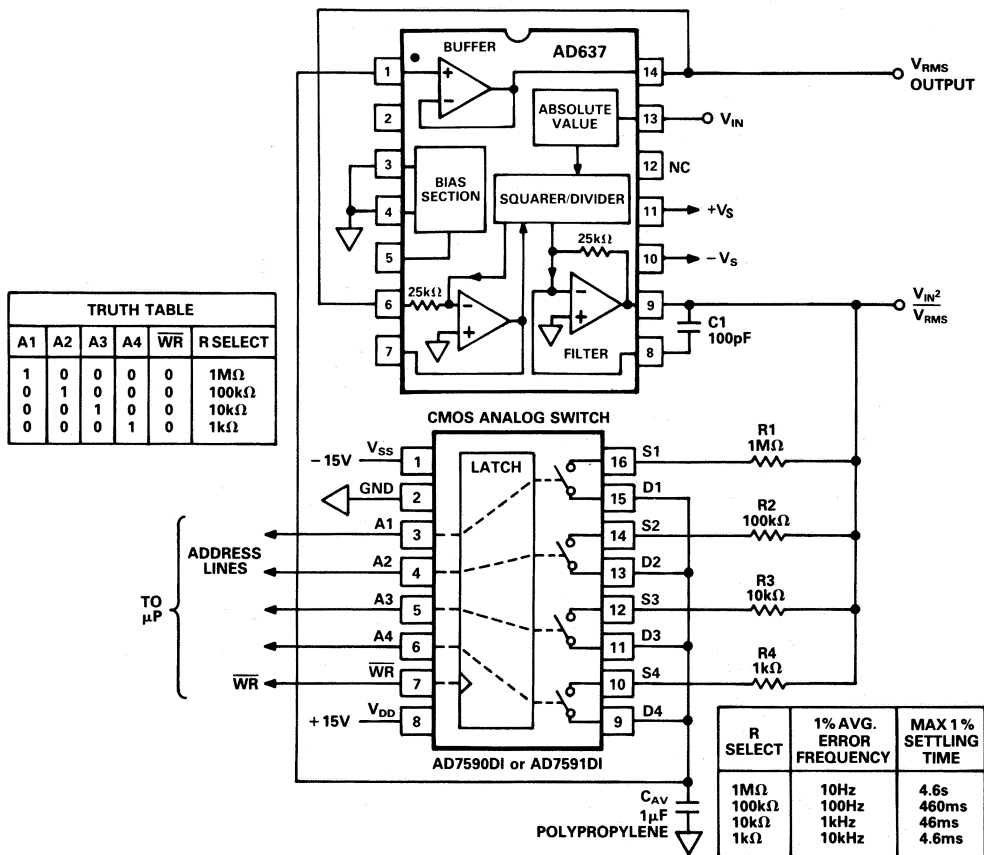 BUFFER
AD637
1
14
V_RMS
OUTPUT
2
ABSOLUTE
VALUE
13
V_IN
3
BIAS
SECTION
12
NC
4
SQUARER/DIVIDER
11
+V_S
5
25kΩ
10
−V_S
6
25kΩ
−
+
−
+
9
V_IN²
V_RMS
C1
100pF
7
FILTER
8
+
−
TRUTH TABLE
A1 A2 A3 A4 W̅R̅ R SELECT
1 0 0 0 0 1MΩ
0 1 0 0 0 100kΩ
0 0 1 0 0 10kΩ
0 0 0 1 0 1kΩ
CMOS ANALOG SWITCH
−15V
V_SS
1
LATCH
16
S1
R1
1MΩ
GND
2
15
D1
A1
3
14
S2
R2
100kΩ
ADDRESS
LINES
A2
4
13
D2
TO
μP
A3
5
12
S3
R3
10kΩ
A4
6
11
D3
W̅R̅
W̅R̅
7
10
S4
R4
1kΩ
+15V
V_DD
8
9
D4
AD7590DI or AD7591DI
C_AV
1μF
POLYPROPYLENE
R
SELECT
1% AVG.
ERROR
FREQUENCY
MAX 1%
SETTLING
TIME
1MΩ 10Hz 4.6s
100kΩ 100Hz 460ms
10kΩ 1kHz 46ms
1kΩ 10kHz 4.6ms